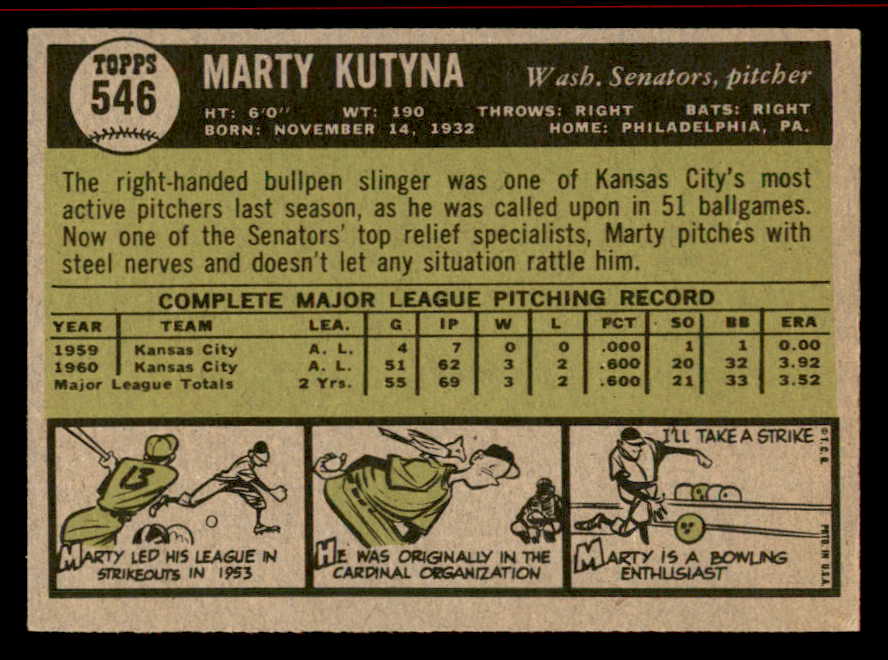 TOPPS
546
MARTY KUTYNA
Wash. Senators, pitcher
HT: 6'0" WT: 190 THROWS: RIGHT BATS: RIGHT
BORN: NOVEMBER 14, 1932 HOME: PHILADELPHIA, PA.
The right-handed bullpen slinger was one of Kansas City's most
active pitchers last season, as he was called upon in 51 ballgames.
Now one of the Senators' top relief specialists, Marty pitches with
steel nerves and doesn't let any situation rattle him.
COMPLETE MAJOR LEAGUE PITCHING RECORD
YEAR TEAM LEA. G IP W L PCT SO BB ERA
1959 Kansas City A. L. 4 7 0 0 .000 1 1 0.00
1960 Kansas City A. L. 51 62 3 2 .600 20 32 3.92
Major League Totals 2 Yrs. 55 69 3 2 .600 21 33 3.52
13
MARTY LED HIS LEAGUE IN
STRIKEOUTS IN 1953
HE WAS ORIGINALLY IN THE
CARDINAL ORGANIZATION
I'LL TAKE A STRIKE
MARTY IS A BOWLING
ENTHUSIAST
© T.C.G.
PRTD. IN U.S.A.